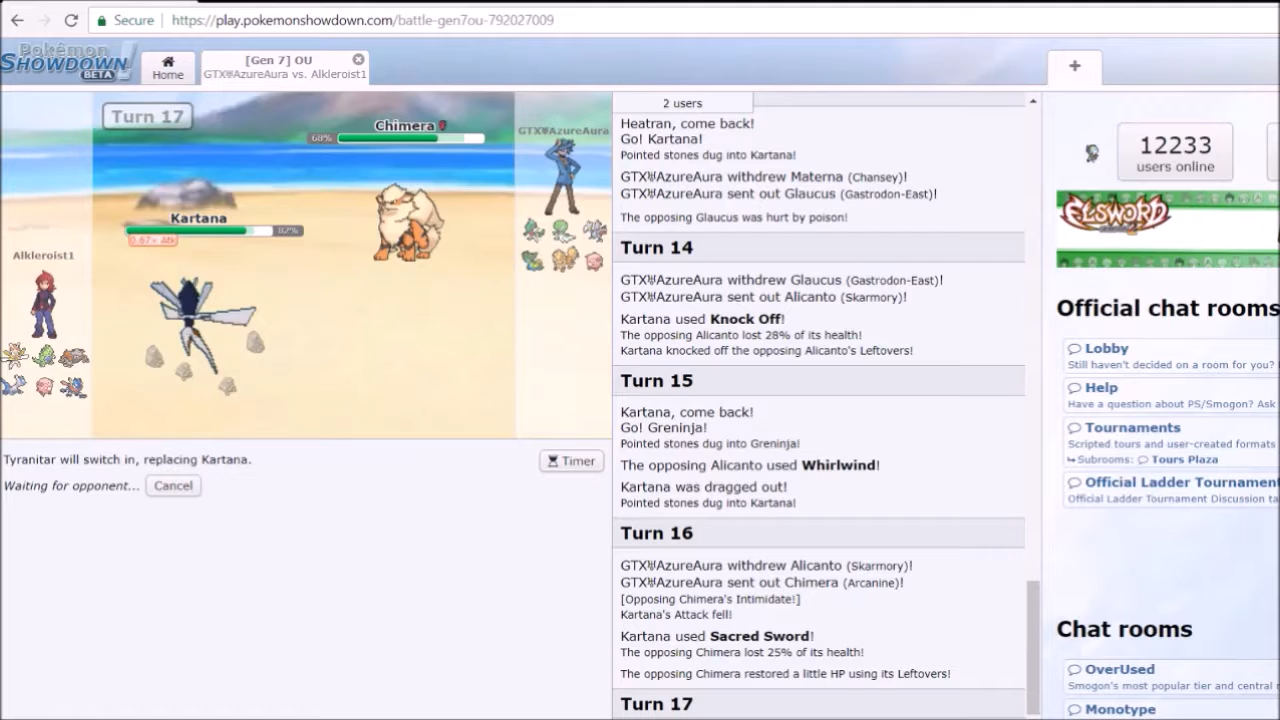 Secure | https://play.pokemonshowdown.com/battle-gen7ou-792027009
Pokémon
SHOWDOWN!
BETA
Home
[Gen 7] OU
GTX♅AzureAura vs. Alkleroist1
+
Turn 17
Chimera
68%
Kartana
82%
0.67× Atk
Alkleroist1
GTX♅AzureAura
Tyranitar will switch in, replacing Kartana.
Timer
Waiting for opponent...
Cancel
2 users
Heatran, come back!
Go! Kartana!
Pointed stones dug into Kartana!
GTX♅AzureAura withdrew Materna (Chansey)!
GTX♅AzureAura sent out Glaucus (Gastrodon-East)!
The opposing Glaucus was hurt by poison!
Turn 14
GTX♅AzureAura withdrew Glaucus (Gastrodon-East)!
GTX♅AzureAura sent out Alicanto (Skarmory)!
Kartana used Knock Off!
The opposing Alicanto lost 28% of its health!
Kartana knocked off the opposing Alicanto's Leftovers!
Turn 15
Kartana, come back!
Go! Greninja!
Pointed stones dug into Greninja!
The opposing Alicanto used Whirlwind!
Kartana was dragged out!
Pointed stones dug into Kartana!
Turn 16
GTX♅AzureAura withdrew Alicanto (Skarmory)!
GTX♅AzureAura sent out Chimera (Arcanine)!
[Opposing Chimera's Intimidate!]
Kartana's Attack fell!
Kartana used Sacred Sword!
The opposing Chimera lost 25% of its health!
The opposing Chimera restored a little HP using its Leftovers!
Turn 17
12233
users online
ELSWORD
Official chat rooms
Lobby
Still haven't decided on a room for you?
Help
Have a question about PS/Smogon? Ask
Tournaments
Scripted tours and user-created formats
↳ Subrooms: Tours Plaza
Official Ladder Tournament
Official Ladder Tournament Discussion ta
Chat rooms
OverUsed
Smogon's most popular tier and central
Monotype